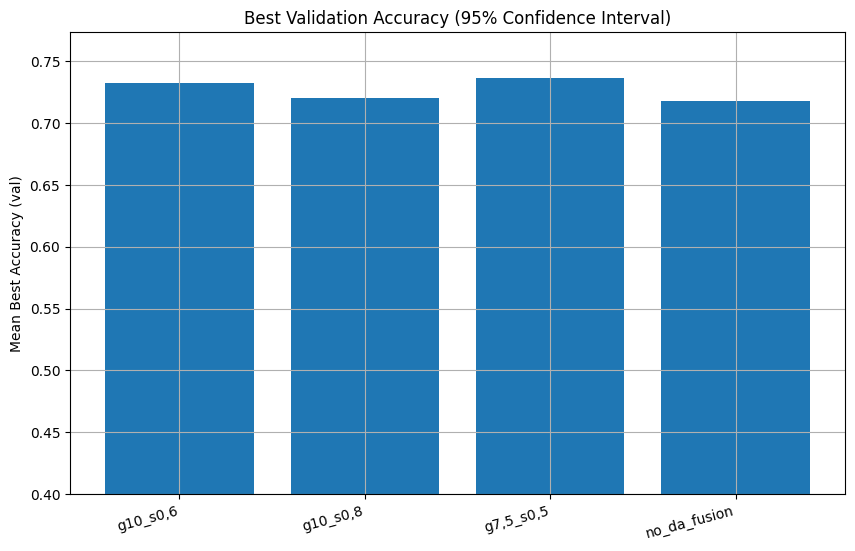 Best Validation Accuracy (95% Confidence Interval)
Mean Best Accuracy (val)
0.75
0.70
0.65
0.60
0.55
0.50
0.45
0.40
g10_s0,6
g10_s0,8
g7,5_s0,5
no_da_fusion